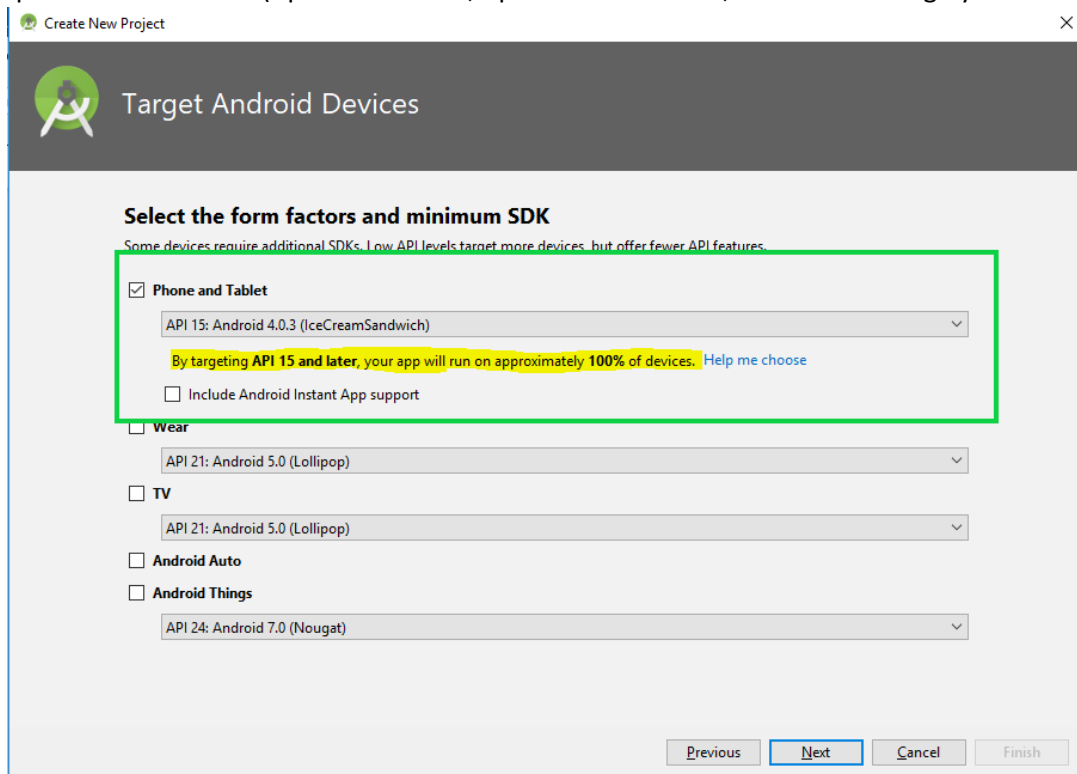 Create New Project
Target Android Devices
Select the form factors and minimum SDK
Some devices require additional SDKs. Low API levels target more devices, but offer fewer API features.
Phone and Tablet
API 15: Android 4.0.3 (IceCreamSandwich)
By targeting API 15 and later, your app will run on approximately 100% of devices. Help me choose
Include Android Instant App support
Wear
API 21: Android 5.0 (Lollipop)
TV
API 21: Android 5.0 (Lollipop)
Android Auto
Android Things
API 24: Android 7.0 (Nougat)
Previous Next Cancel Finish